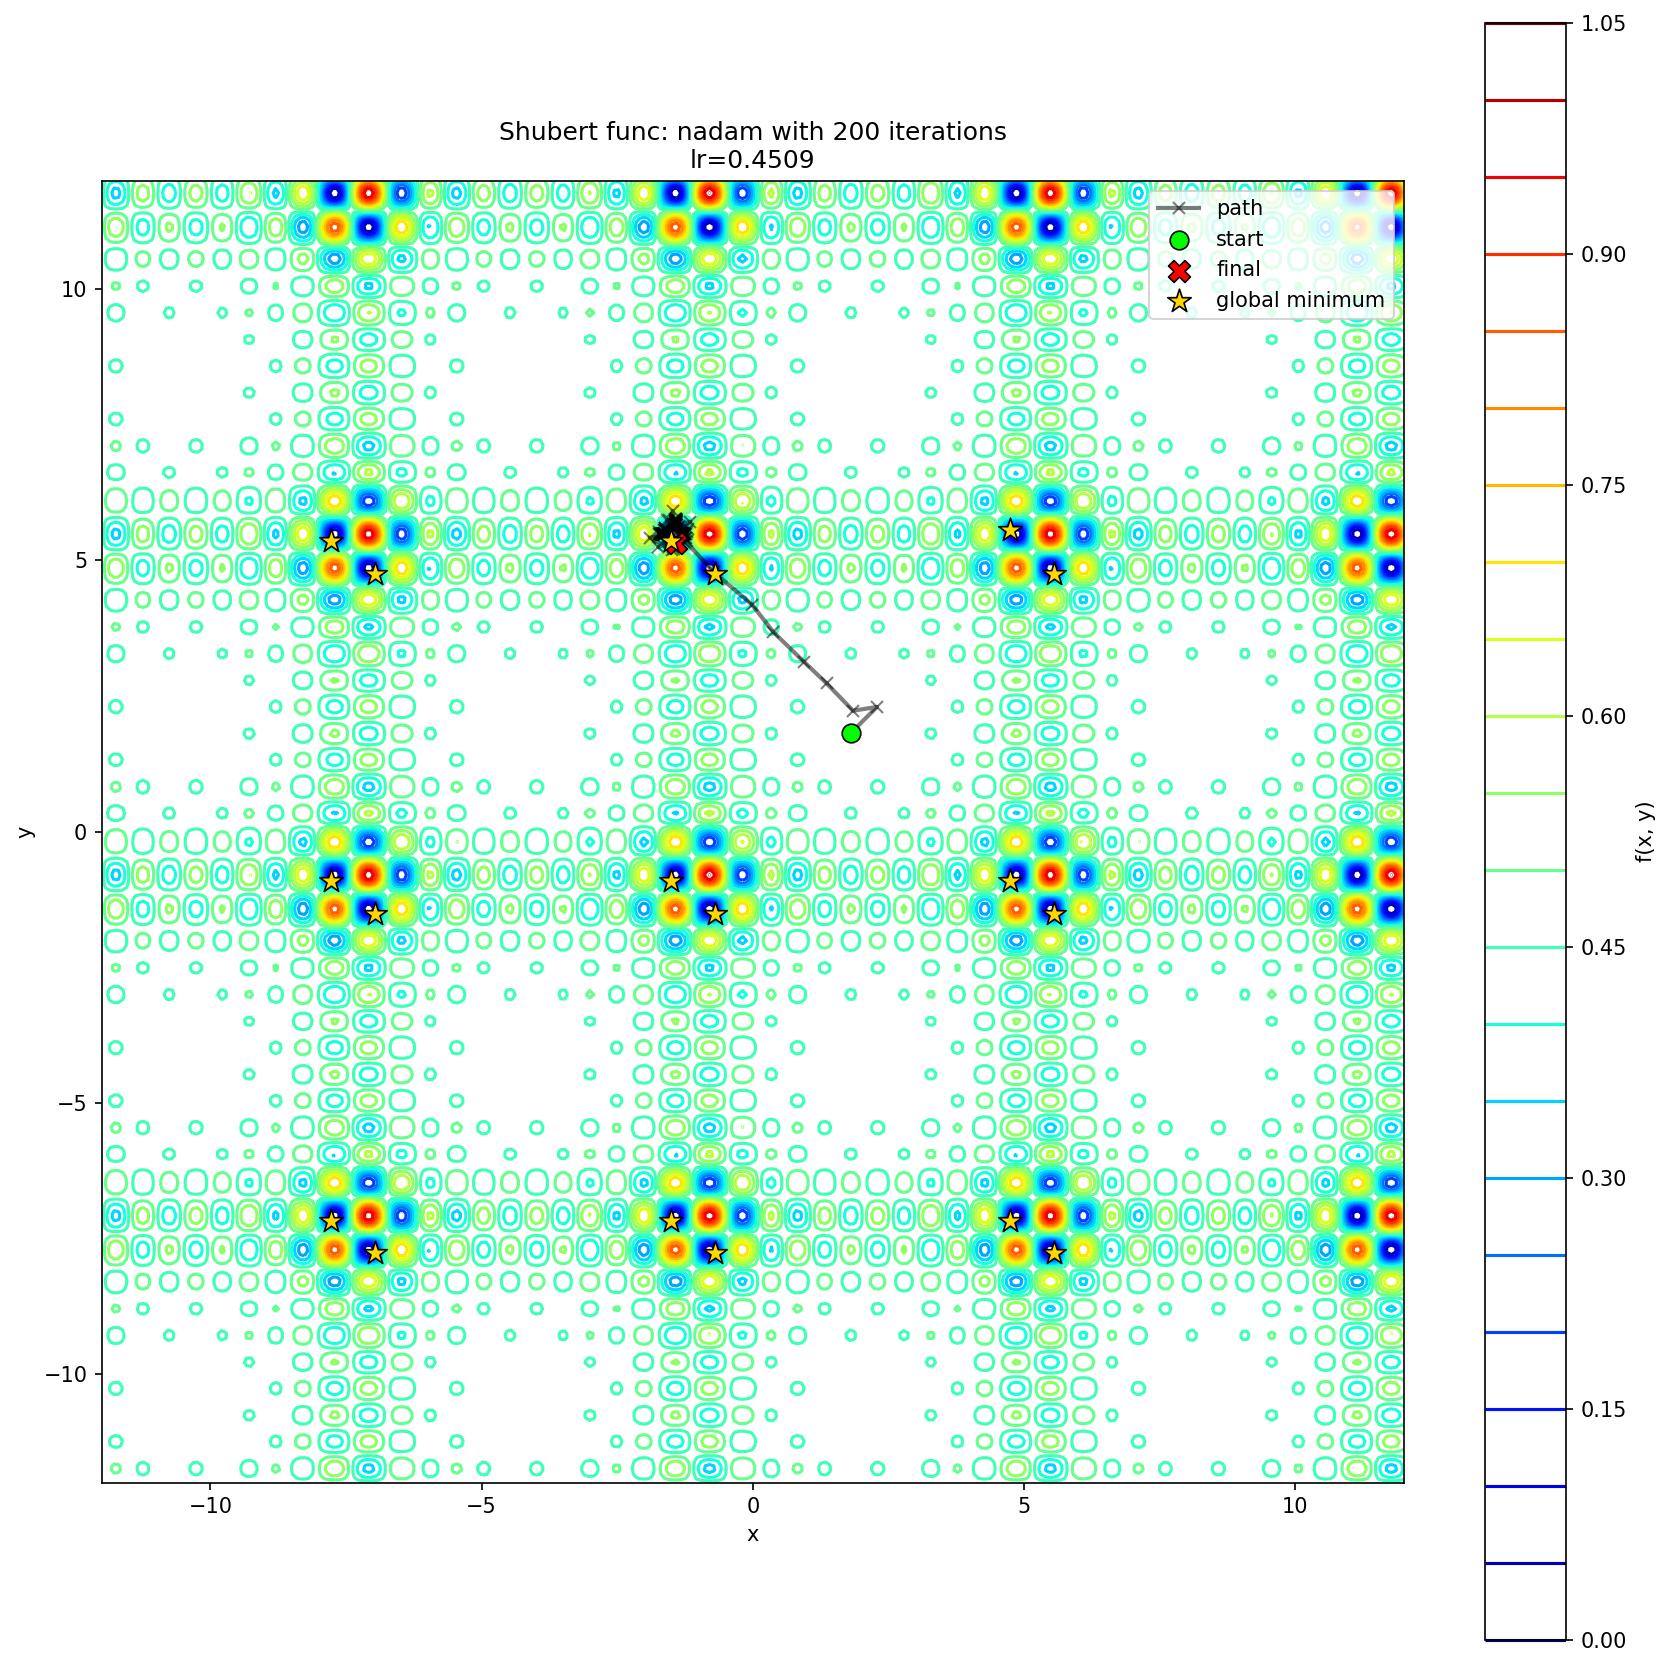 Shubert func: nadam with 200 iterations
lr=0.4509
path
start
final
global minimum
10
5
0
−5
−10
y
−10
−5
0
5
10
x
1.05
0.90
0.75
0.60
0.45
0.30
0.15
0.00
f(x, y)